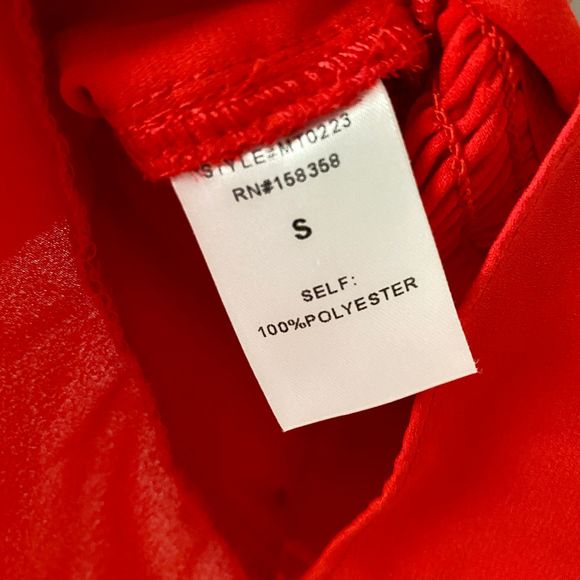 STYLE#MT0223
RN#158358
S
SELF:
100%POLYESTER